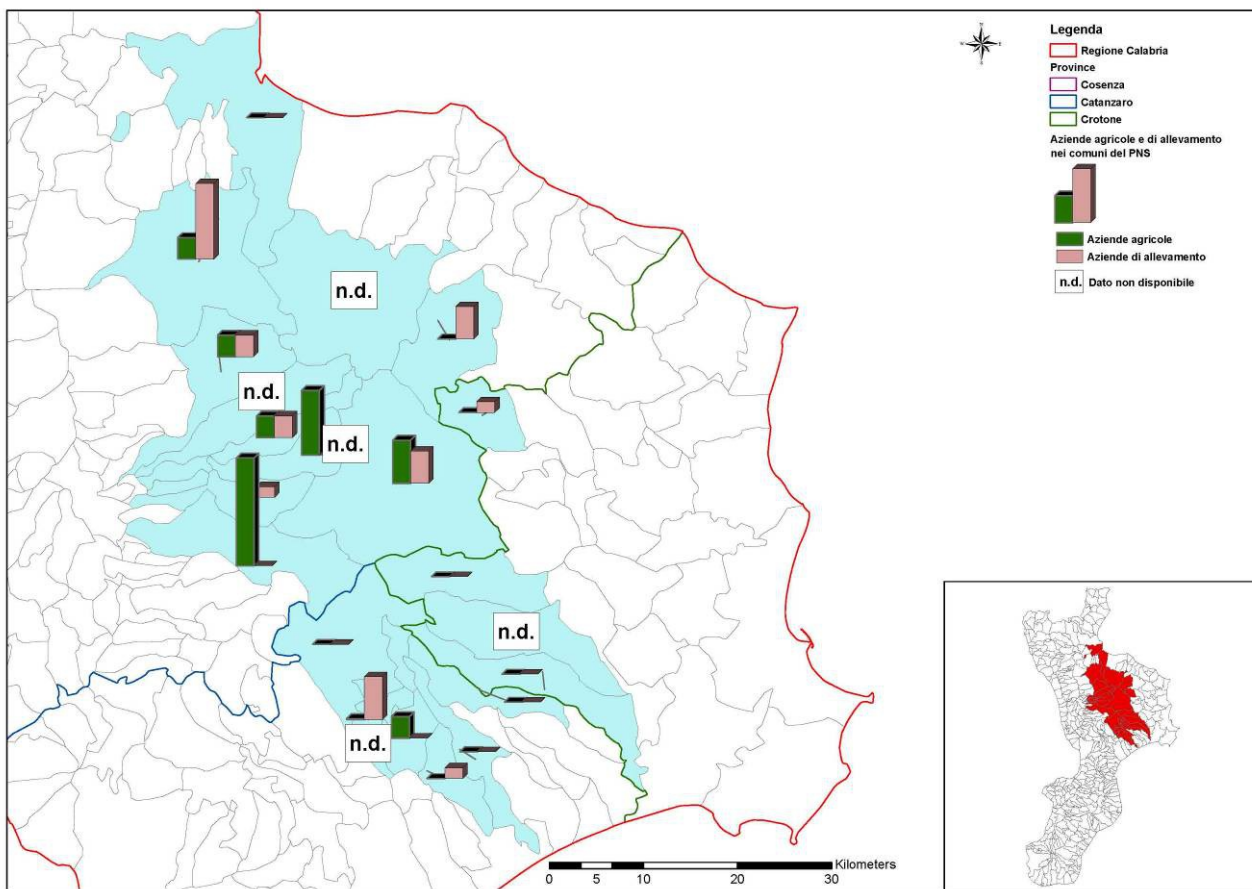 Legenda
Regione Calabria
Province
Cosenza
Catanzaro
Crotone
Aziende agricole e di allevamento
nei comuni del PNS
Aziende agricole
Aziende di allevamento
n.d. Dato non disponibile
n.d.
n.d.
n.d.
n.d.
n.d.
Kilometers
0 5 10 20 30